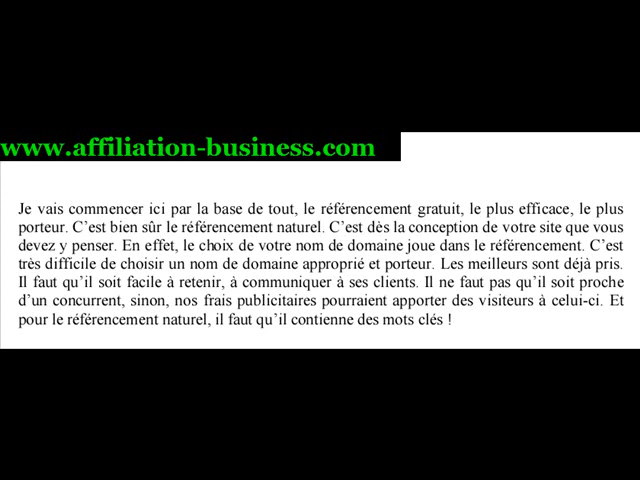 www.affiliation-business.com
Je vais commencer ici par la base de tout, le référencement gratuit, le plus efficace, le plus
porteur. C’est bien sûr le référencement naturel. C’est dès la conception de votre site que vous
devez y penser. En effet, le choix de votre nom de domaine joue dans le référencement. C’est
très difficile de choisir un nom de domaine approprié et porteur. Les meilleurs sont déjà pris.
Il faut qu’il soit facile à retenir, à communiquer à ses clients. Il ne faut pas qu’il soit proche
d’un concurrent, sinon, nos frais publicitaires pourraient apporter des visiteurs à celui-ci. Et
pour le référencement naturel, il faut qu’il contienne des mots clés !